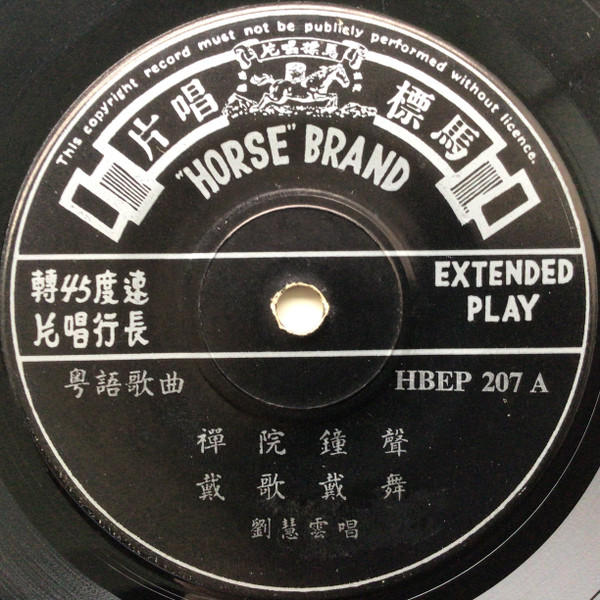 This copyright record must not be publicly performed without licence.
馬標唱片
馬標唱片
"HORSE" BRAND
速度45轉
長行唱片
EXTENDED
PLAY
粵語歌曲
HBEP 207 A
禪院鐘聲
戴歌戴舞
劉慧雲唱